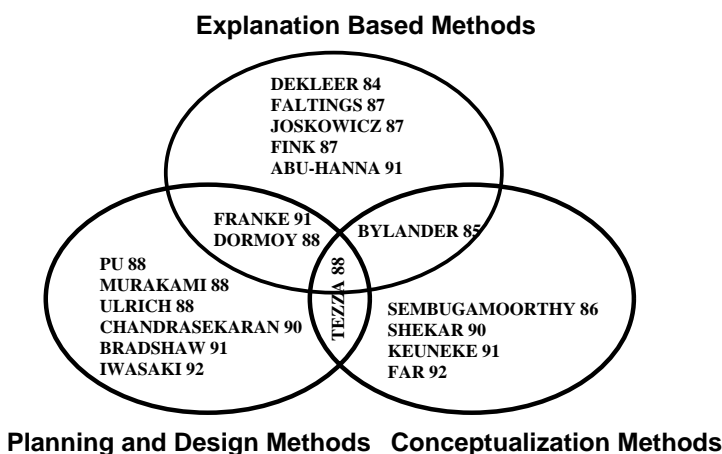 Explanation Based Methods
DEKLEER 84
FALTINGS 87
JOSKOWICZ 87
FINK 87
ABU-HANNA 91
FRANKE 91
DORMOY 88
BYLANDER 85
TEZZA 88
PU 88
MURAKAMI 88
ULRICH 88
CHANDRASEKARAN 90
BRADSHAW 91
IWASAKI 92
SEMBUGAMOORTHY 86
SHEKAR 90
KEUNEKE 91
FAR 92
Planning and Design Methods
Conceptualization Methods